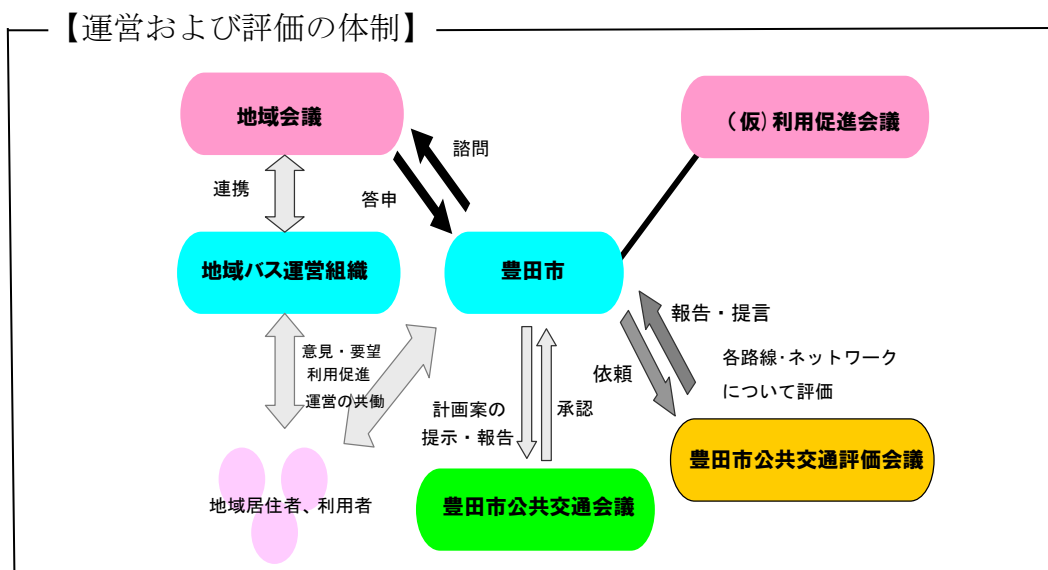 【運営および評価の体制】
地域会議
(仮)利用促進会議
諮問
連携
答申
地域バス運営組織
豊田市
報告・提言
意見・要望
利用促進
運営の共働
依頼
各路線・ネットワーク
について評価
計画案の
提示・報告
承認
豊田市公共交通評価会議
地域居住者、利用者
豊田市公共交通会議